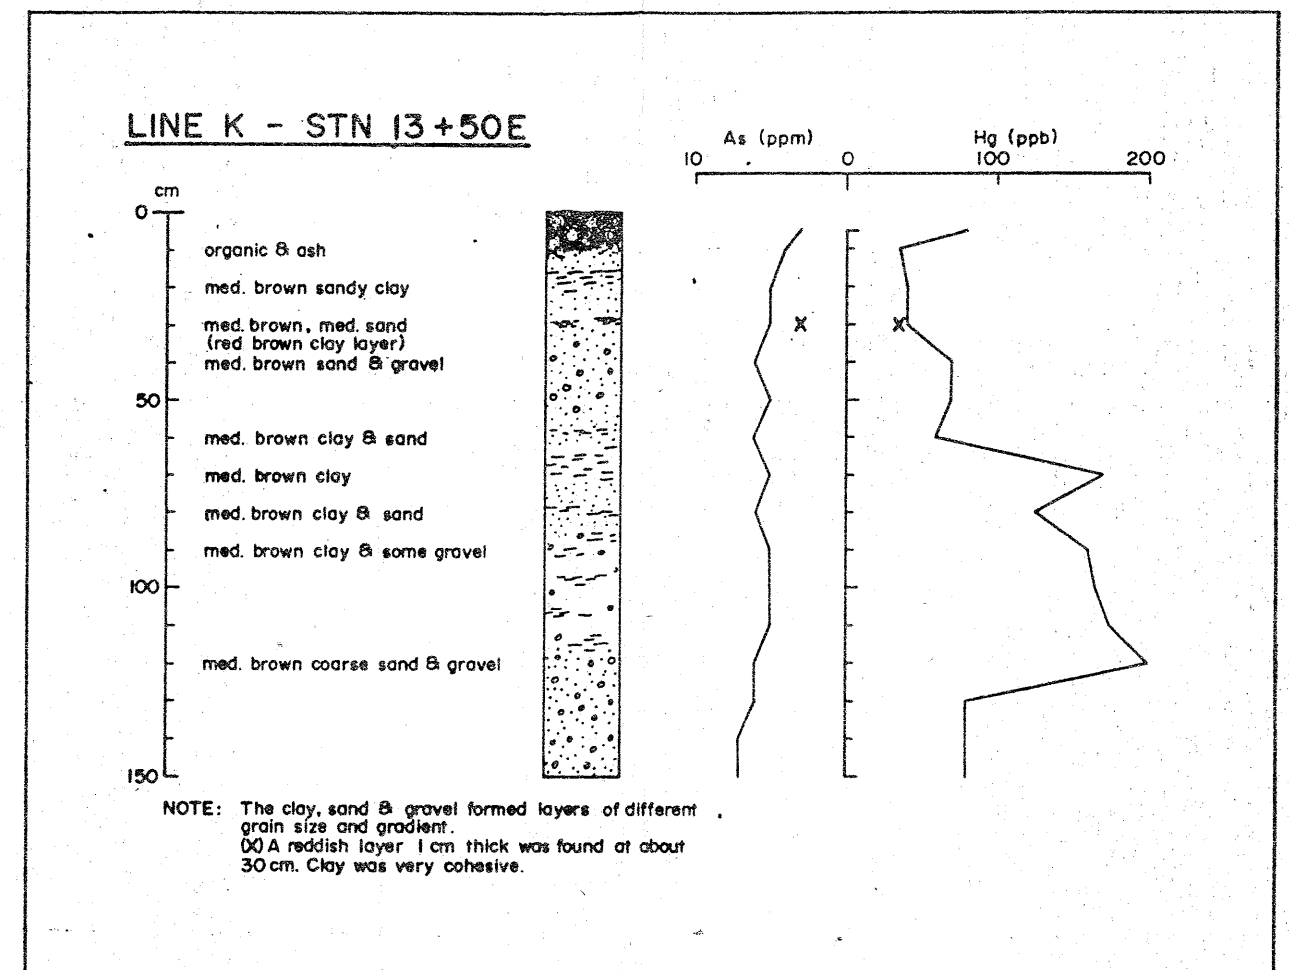 LINE K - STN 13+50E
As (ppm)
Hg (ppb)
10
0
100
200
cm
0
organic & ash
med. brown sandy clay
med. brown, med. sand
(red brown clay layer)
med. brown sand & gravel
50
med. brown clay & sand
med. brown clay
med. brown clay & sand
med. brown clay & some gravel
100
med. brown coarse sand & gravel
150
X
X
NOTE: The clay, sand & gravel formed layers of different
grain size and gradient.
(X) A reddish layer 1 cm thick was found at about
30 cm. Clay was very cohesive.